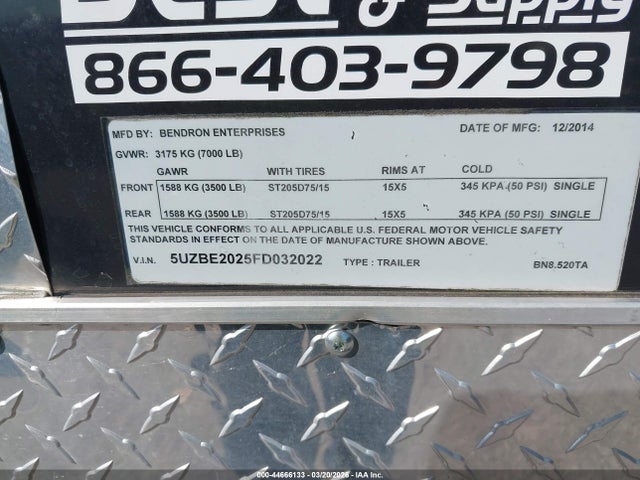 Best & Supply
866-403-9798
MFD BY: BENDRON ENTERPRISES DATE OF MFG: 12/2014
GVWR: 3175 KG (7000 LB)
GAWR WITH TIRES RIMS AT COLD
FRONT 1588 KG (3500 LB) ST205D75/15 15X5 345 KPA (50 PSI) SINGLE
REAR 1588 KG (3500 LB) ST205D75/15 15X5 345 KPA (50 PSI) SINGLE
THIS VEHICLE CONFORMS TO ALL APPLICABLE U.S. FEDERAL MOTOR VEHICLE SAFETY
STANDARDS IN EFFECT ON DATE OF MANUFACTURE SHOWN ABOVE.
V.I.N. 5UZBE2025FD032022 TYPE : TRAILER BN8.520TA
000-44666133 - 03/20/2026 - IAA Inc.